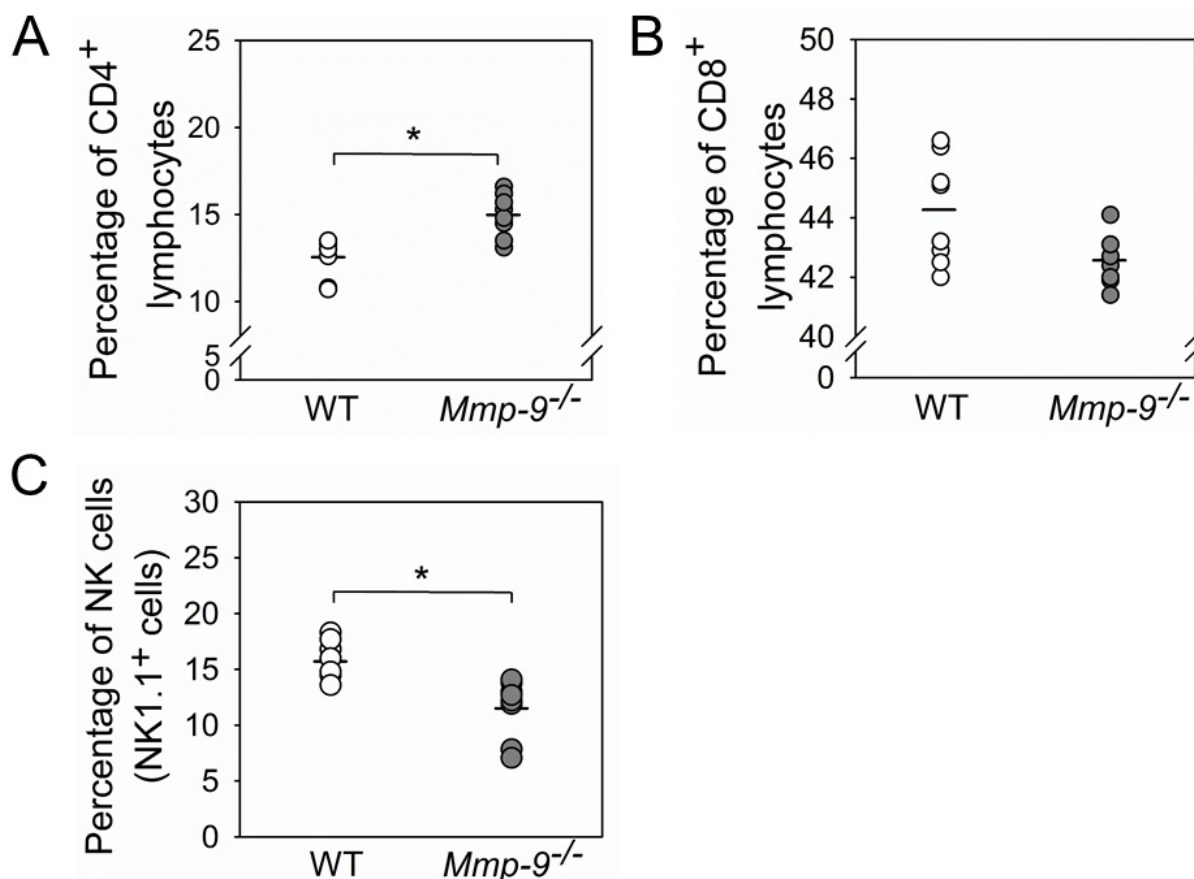 A
Percentage of CD4⁺
lymphocytes
25
20
15
10
5
0
*
WT
Mmp-9⁻/⁻
B
Percentage of CD8⁺
lymphocytes
50
46
44
42
40
0
WT
Mmp-9⁻/⁻
C
Percentage of NK cells
(NK1.1⁺ cells)
30
25
20
15
10
5
0
*
WT
Mmp-9⁻/⁻